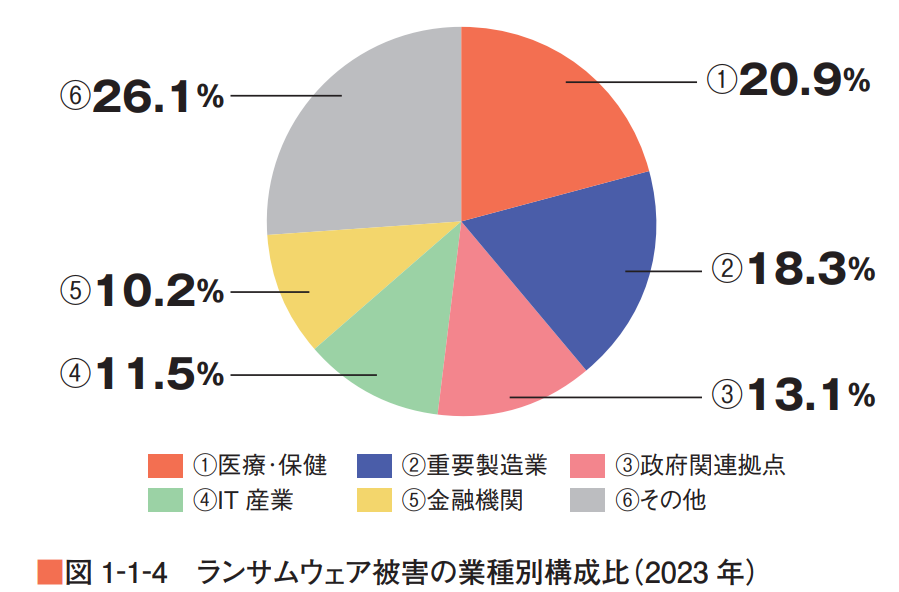 ⑥26.1%
①20.9%
②18.3%
⑤10.2%
④11.5%
③13.1%
①医療・保健 ②重要製造業 ③政府関連拠点
④IT 産業 ⑤金融機関 ⑥その他
図 1-1-4 ランサムウェア被害の業種別構成比（2023 年）